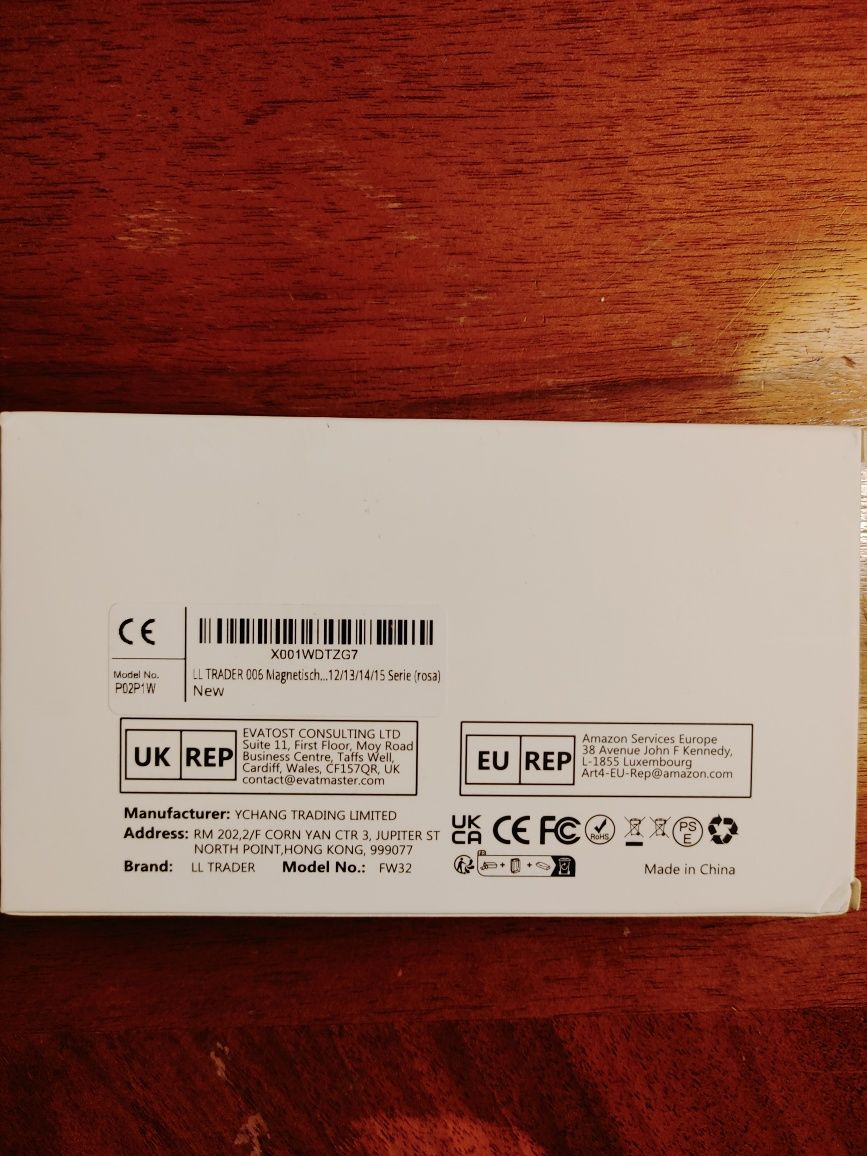 CE
X001WDTZG7
Model No.
P02P1W
LL TRADER 006 Magnetisch...12/13/14/15 Serie (rosa)
New
UK REP
EVATOST CONSULTING LTD
Suite 11, First Floor, Moy Road
Business Centre, Taffs Well,
Cardiff, Wales, CF157QR, UK
contact@evatmaster.com
EU REP
Amazon Services Europe
38 Avenue John F Kennedy,
L-1855 Luxembourg
Art4-EU-Rep@amazon.com
Manufacturer: YCHANG TRADING LIMITED
Address: RM 202,2/F CORN YAN CTR 3, JUPITER ST
NORTH POINT,HONG KONG, 999077
Brand: LL TRADER Model No.: FW32
UK
CA
CE FC
RoHS
PS
E
Made in China